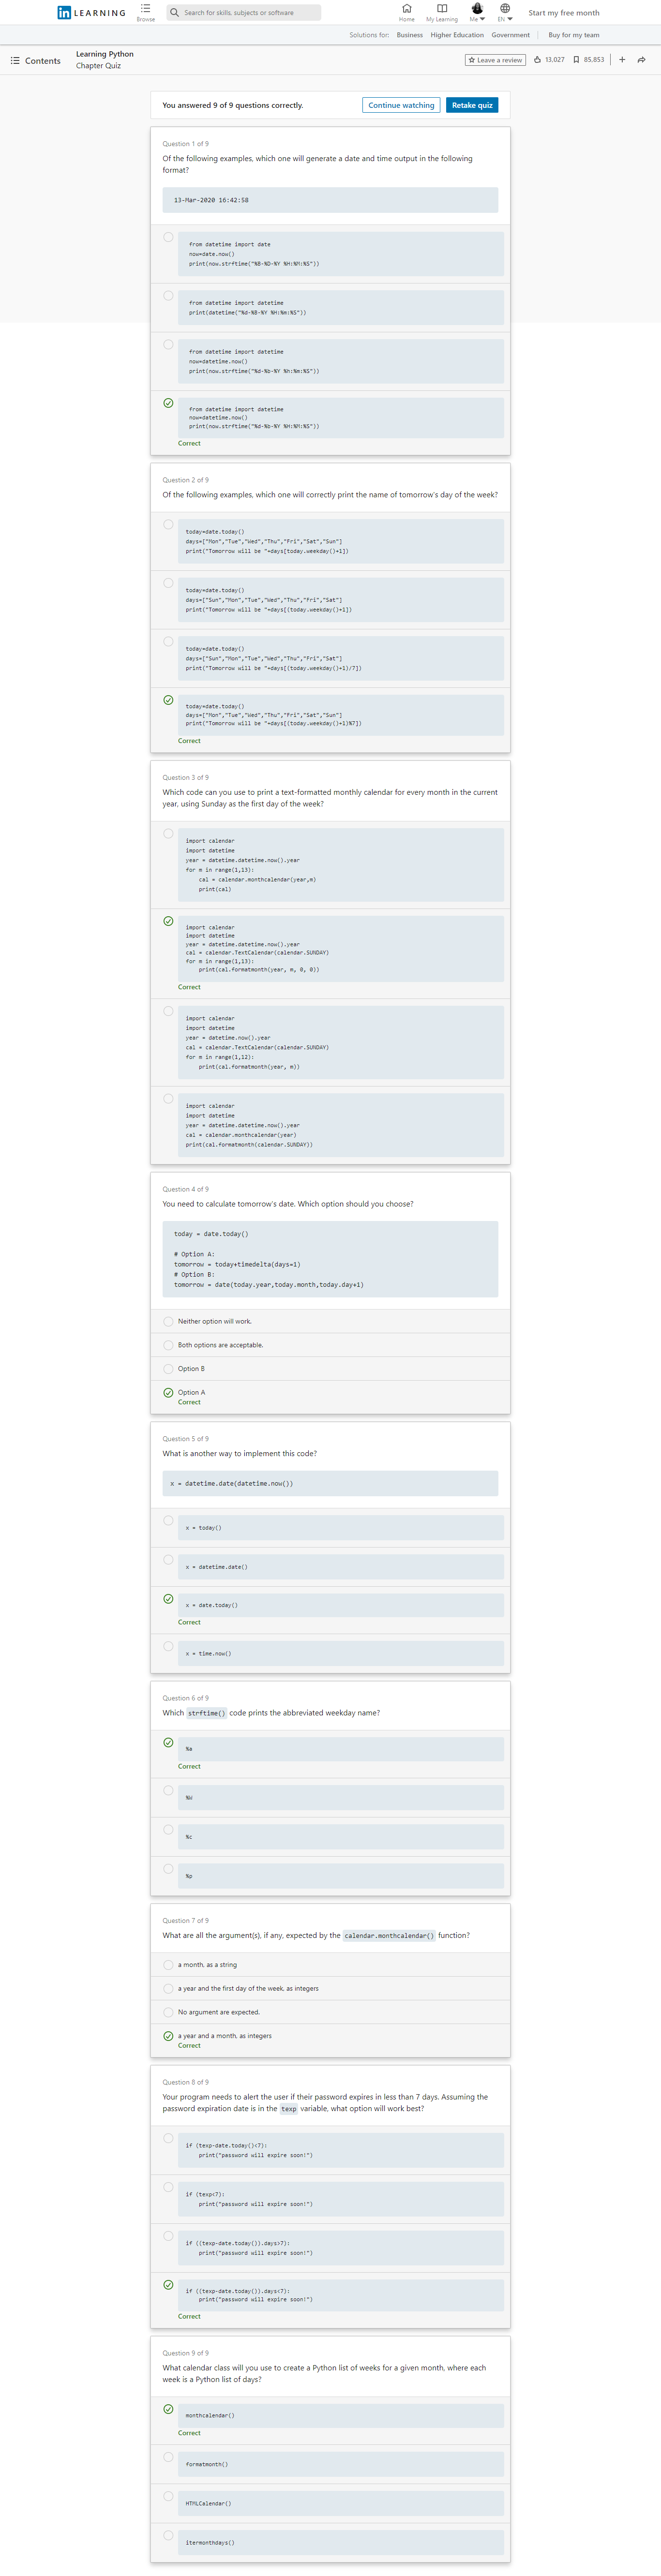 in LEARNING
Browse
Search for skills, subjects or software
Home
My Learning
Me
EN
Start my free month
Solutions for:
Business
Higher Education
Government
Buy for my team
Contents
Learning Python
Chapter Quiz
Leave a review
13,027
85,853
You answered 9 of 9 questions correctly.
Continue watching
Retake quiz
Question 1 of 9
Of the following examples, which one will generate a date and time output in the following
format?
13-Mar-2020 16:42:58
from datetime import date
now=date.now()
print(now.strftime("%B-%D-%Y %H:%M:%S"))
from datetime import datetime
print(datetime("%d-%B-%Y %H:%m:%S"))
from datetime import datetime
now=datetime.now()
print(now.strftime("%d-%b-%Y %h:%m:%S"))
from datetime import datetime
now=datetime.now()
print(now.strftime("%d-%b-%Y %H:%M:%S"))
Correct
Question 2 of 9
Of the following examples, which one will correctly print the name of tomorrow's day of the week?
today=date.today()
days=["Mon","Tue","Wed","Thu","Fri","Sat","Sun"]
print("Tomorrow will be "+days[today.weekday()+1])
today=date.today()
days=["Sun","Mon","Tue","Wed","Thu","Fri","Sat"]
print("Tomorrow will be "+days[(today.weekday()+1])
today=date.today()
days=["Sun","Mon","Tue","Wed","Thu","Fri","Sat"]
print("Tomorrow will be "+days[(today.weekday()+1)/7])
today=date.today()
days=["Mon","Tue","Wed","Thu","Fri","Sat","Sun"]
print("Tomorrow will be "+days[(today.weekday()+1)%7])
Correct
Question 3 of 9
Which code can you use to print a text-formatted monthly calendar for every month in the current
year, using Sunday as the first day of the week?
import calendar
import datetime
year = datetime.datetime.now().year
for m in range(1,13):
cal = calendar.monthcalendar(year,m)
print(cal)
import calendar
import datetime
year = datetime.datetime.now().year
cal = calendar.TextCalendar(calendar.SUNDAY)
for m in range(1,13):
print(cal.formatmonth(year, m, 0, 0))
Correct
import calendar
import datetime
year = datetime.now().year
cal = calendar.TextCalendar(calendar.SUNDAY)
for m in range(1,12):
print(cal.formatmonth(year, m))
import calendar
import datetime
year = datetime.datetime.now().year
cal = calendar.monthcalendar(year)
print(cal.formatmonth(calendar.SUNDAY))
Question 4 of 9
You need to calculate tomorrow's date. Which option should you choose?
today = date.today()
# Option A:
tomorrow = today+timedelta(days=1)
# Option B:
tomorrow = date(today.year,today.month,today.day+1)
Neither option will work.
Both options are acceptable.
Option B
Option A
Correct
Question 5 of 9
What is another way to implement this code?
x = datetime.date(datetime.now())
x = today()
x = datetime.date()
x = date.today()
Correct
x = time.now()
Question 6 of 9
Which strftime() code prints the abbreviated weekday name?
%a
Correct
%W
%c
%p
Question 7 of 9
What are all the argument(s), if any, expected by the calendar.monthcalendar() function?
a month, as a string
a year and the first day of the week, as integers
No argument are expected.
a year and a month, as integers
Correct
Question 8 of 9
Your program needs to alert the user if their password expires in less than 7 days. Assuming the
password expiration date is in the texp variable, what option will work best?
if (texp-date.today()<7):
print("password will expire soon!")
if (texp<7):
print("password will expire soon!")
if ((texp-date.today()).days>7):
print("password will expire soon!")
if ((texp-date.today()).days<7):
print("password will expire soon!")
Correct
Question 9 of 9
What calendar class will you use to create a Python list of weeks for a given month, where each
week is a Python list of days?
monthcalendar()
Correct
formatmonth()
HTMLCalendar()
itermonthdays()